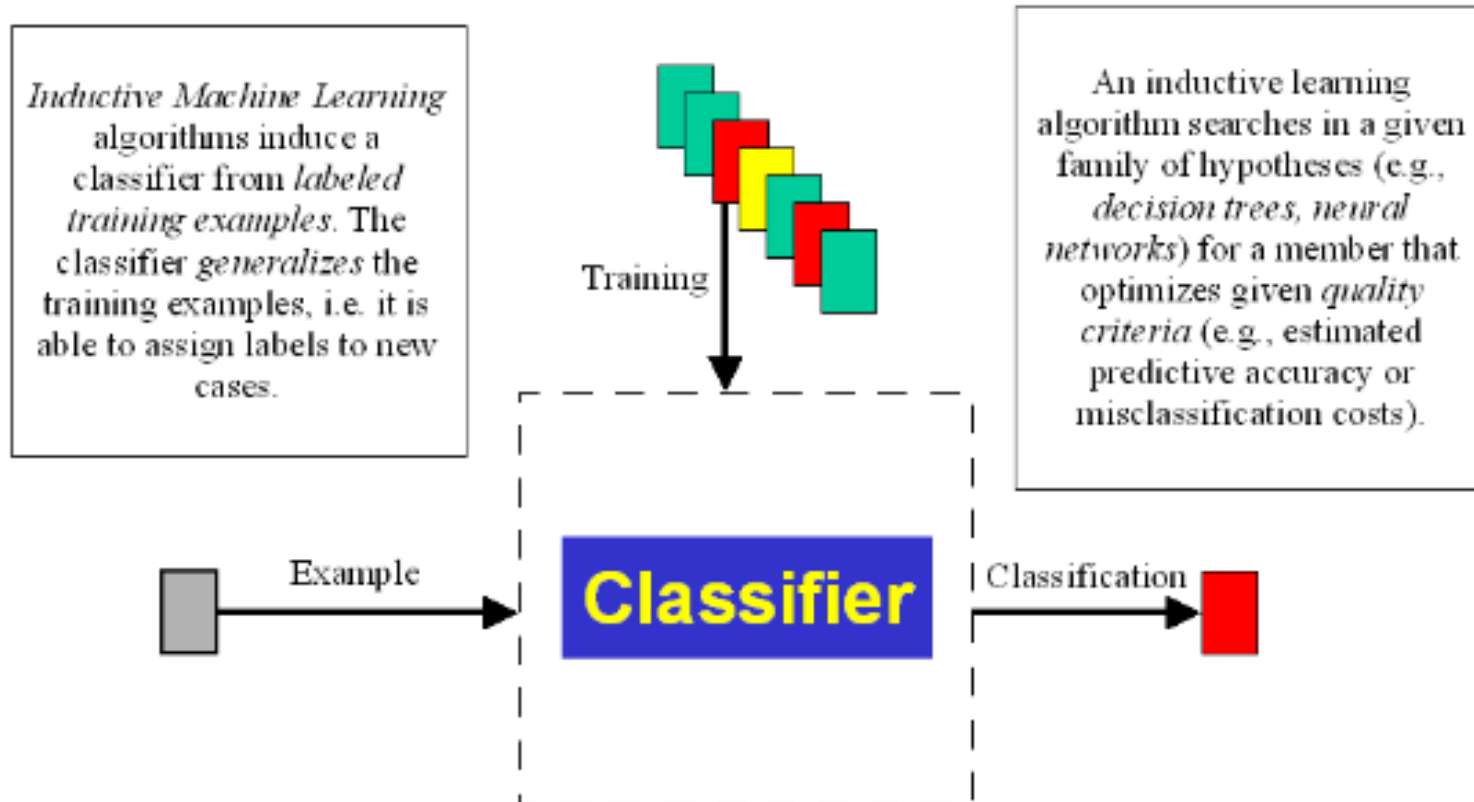 Inductive Machine Learning
algorithms induce a
classifier from labeled
training examples. The
classifier generalizes the
training examples, i.e. it is
able to assign labels to new
cases.
An inductive learning
algorithm searches in a given
family of hypotheses (e.g.,
decision trees, neural
networks) for a member that
optimizes given quality
criteria (e.g., estimated
predictive accuracy or
misclassification costs).
Training
Example
Classifier
Classification